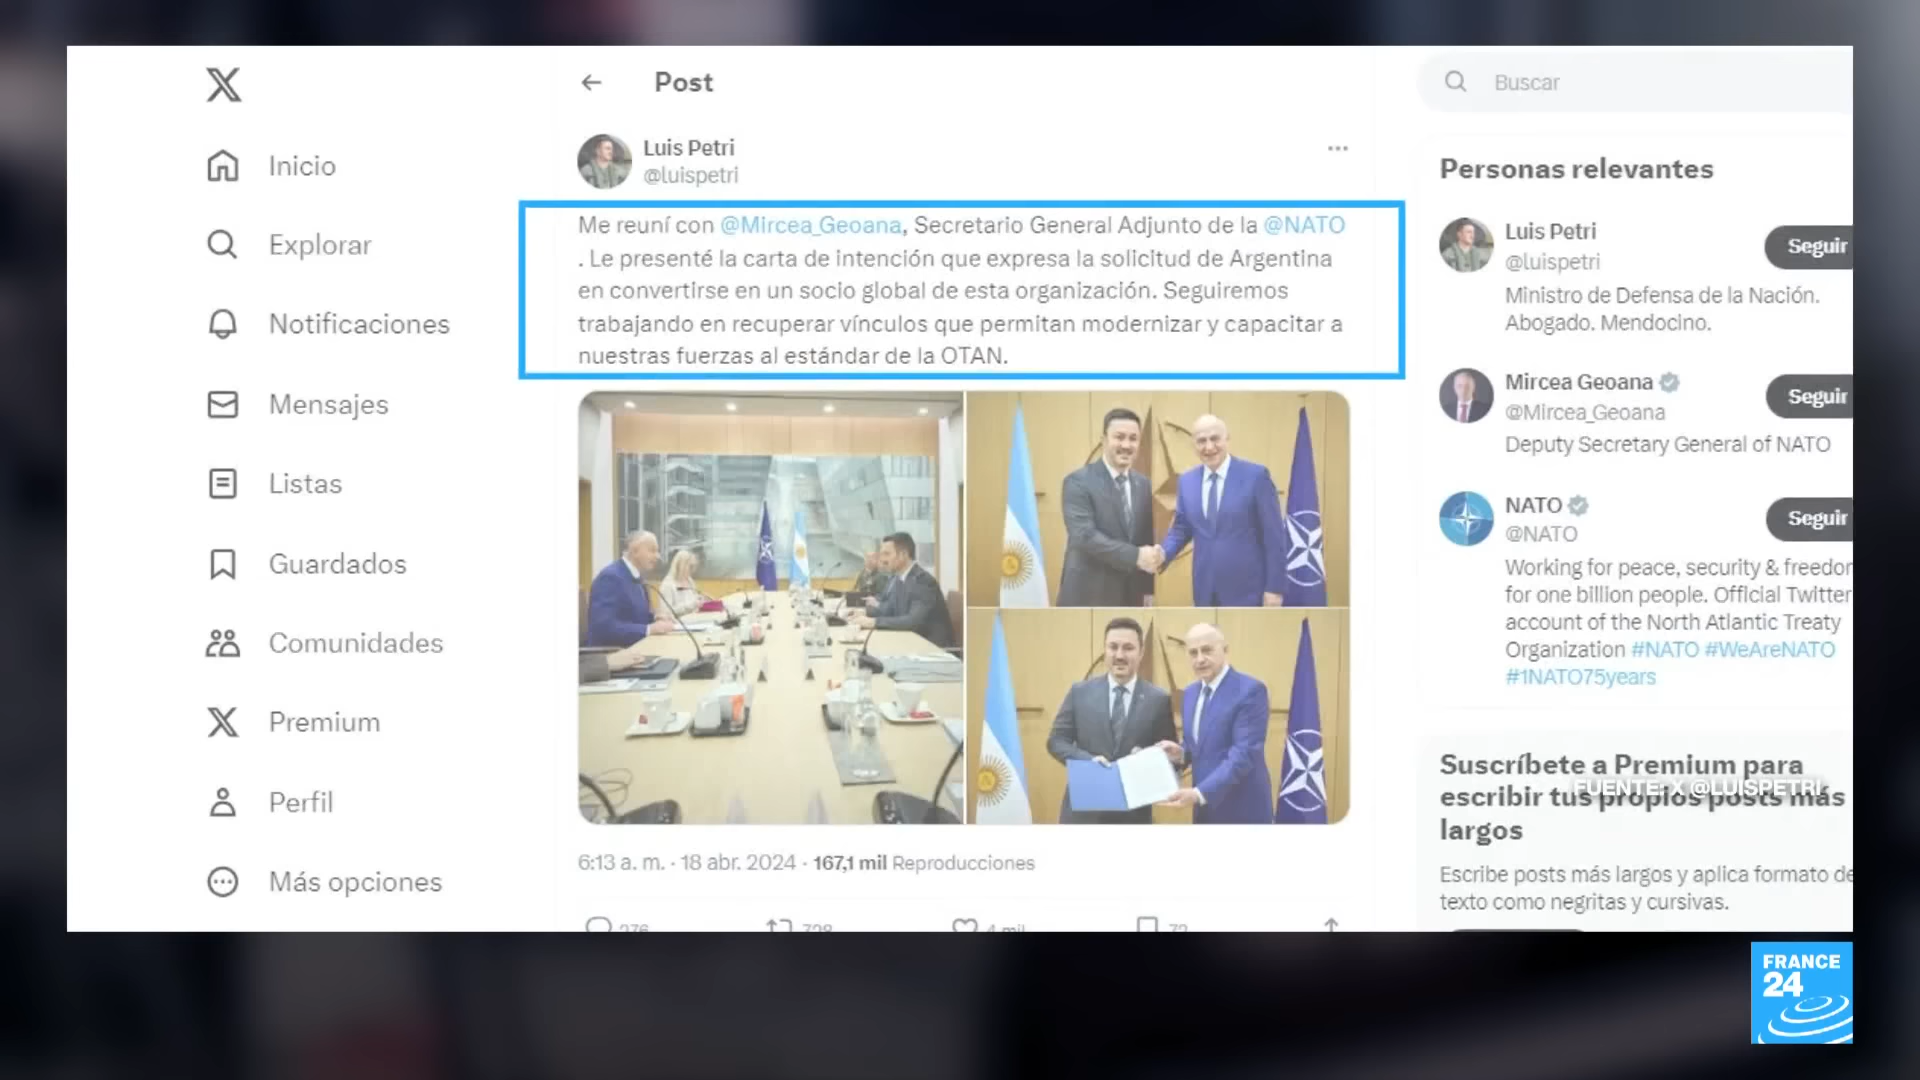 Post
Buscar
Inicio
Explorar
Notificaciones
Mensajes
Listas
Guardados
Comunidades
Premium
Perfil
Más opciones
Luis Petri
@luispetri
Me reuní con @Mircea_Geoana, Secretario General Adjunto de la @NATO
. Le presenté la carta de intención que expresa la solicitud de Argentina
en convertirse en un socio global de esta organización. Seguiremos
trabajando en recuperar vínculos que permitan modernizar y capacitar a
nuestras fuerzas al estándar de la OTAN.
6:13 a. m. · 18 abr. 2024 · 167,1 mil Reproducciones
276 728 4 mil 72
Personas relevantes
Luis Petri
@luispetri
Seguir
Ministro de Defensa de la Nación.
Abogado. Mendocino.
Mircea Geoana
@Mircea_Geoana
Seguir
Deputy Secretary General of NATO
NATO
@NATO
Seguir
Working for peace, security & freedom
for one billion people. Official Twitter
account of the North Atlantic Treaty
Organization #NATO #WeAreNATO
#1NATO75years
Suscríbete a Premium para
escribir tus propios posts más
largos
FUENTE: X @LUISPETRI
Escribe posts más largos y aplica formato de
texto como negritas y cursivas.
FRANCE
24